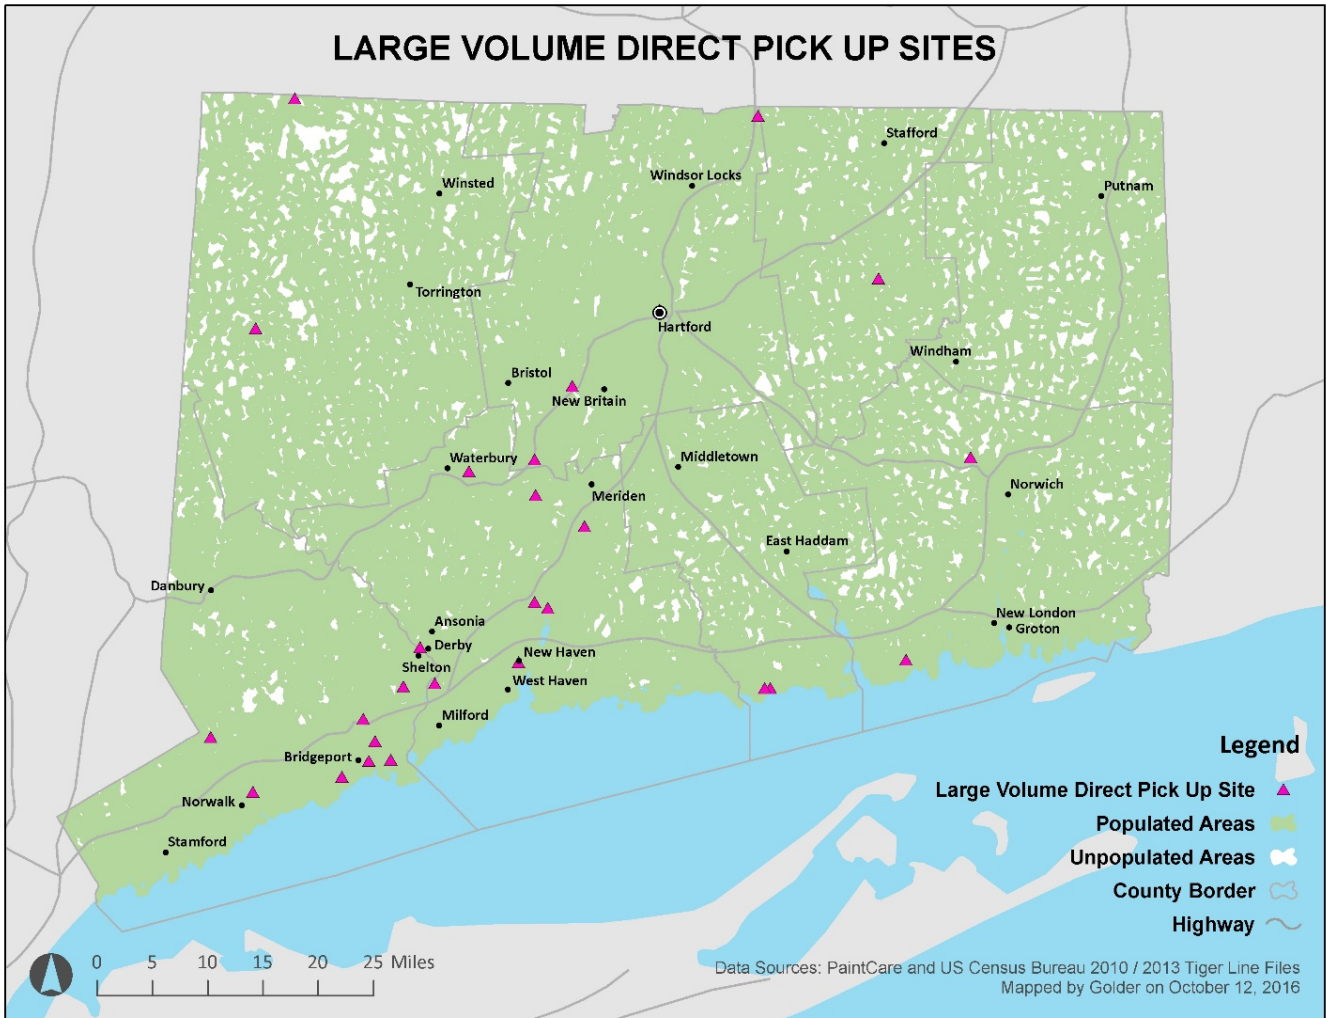 LARGE VOLUME DIRECT PICK UP SITES
Stafford
Windsor Locks
Winsted
Putnam
Torrington
Hartford
Windham
Bristol
New Britain
Waterbury
Middletown
Meriden
Norwich
East Haddam
Danbury
New London
Ansonia
Groton
Derby
New Haven
Shelton
West Haven
Milford
Bridgeport
Norwalk
Stamford
Legend
Large Volume Direct Pick Up Site
Populated Areas
Unpopulated Areas
County Border
Highway
0 5 10 15 20 25 Miles
Data Sources: PaintCare and US Census Bureau 2010 / 2013 Tiger Line Files
Mapped by Golder on October 12, 2016